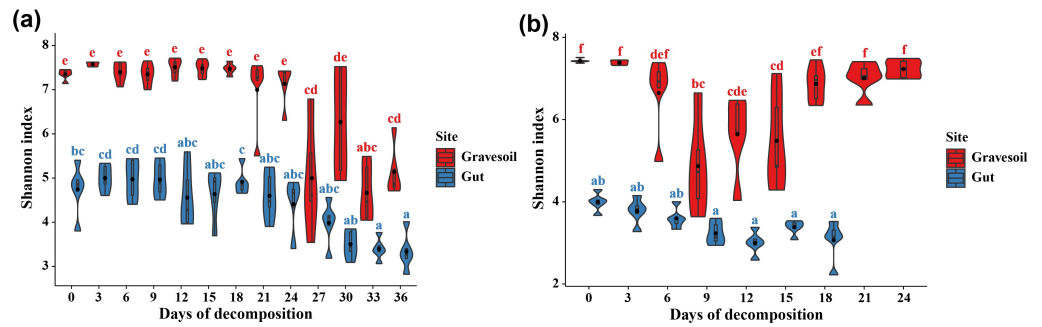 (a)
Shannon index
8
7
6
5
4
3
e e e e e e e e e cd de cd cd
bc cd cd cd abc abc c abc abc abc ab a a
0 3 6 9 12 15 18 21 24 27 30 33 36
Days of decomposition
Site
Gravesoil
Gut
(b)
Shannon index
8
6
4
2
f f def bc cde cd ef f f
ab ab ab a a a a
0 3 6 9 12 15 18 21 24
Days of decomposition
Site
Gravesoil
Gut